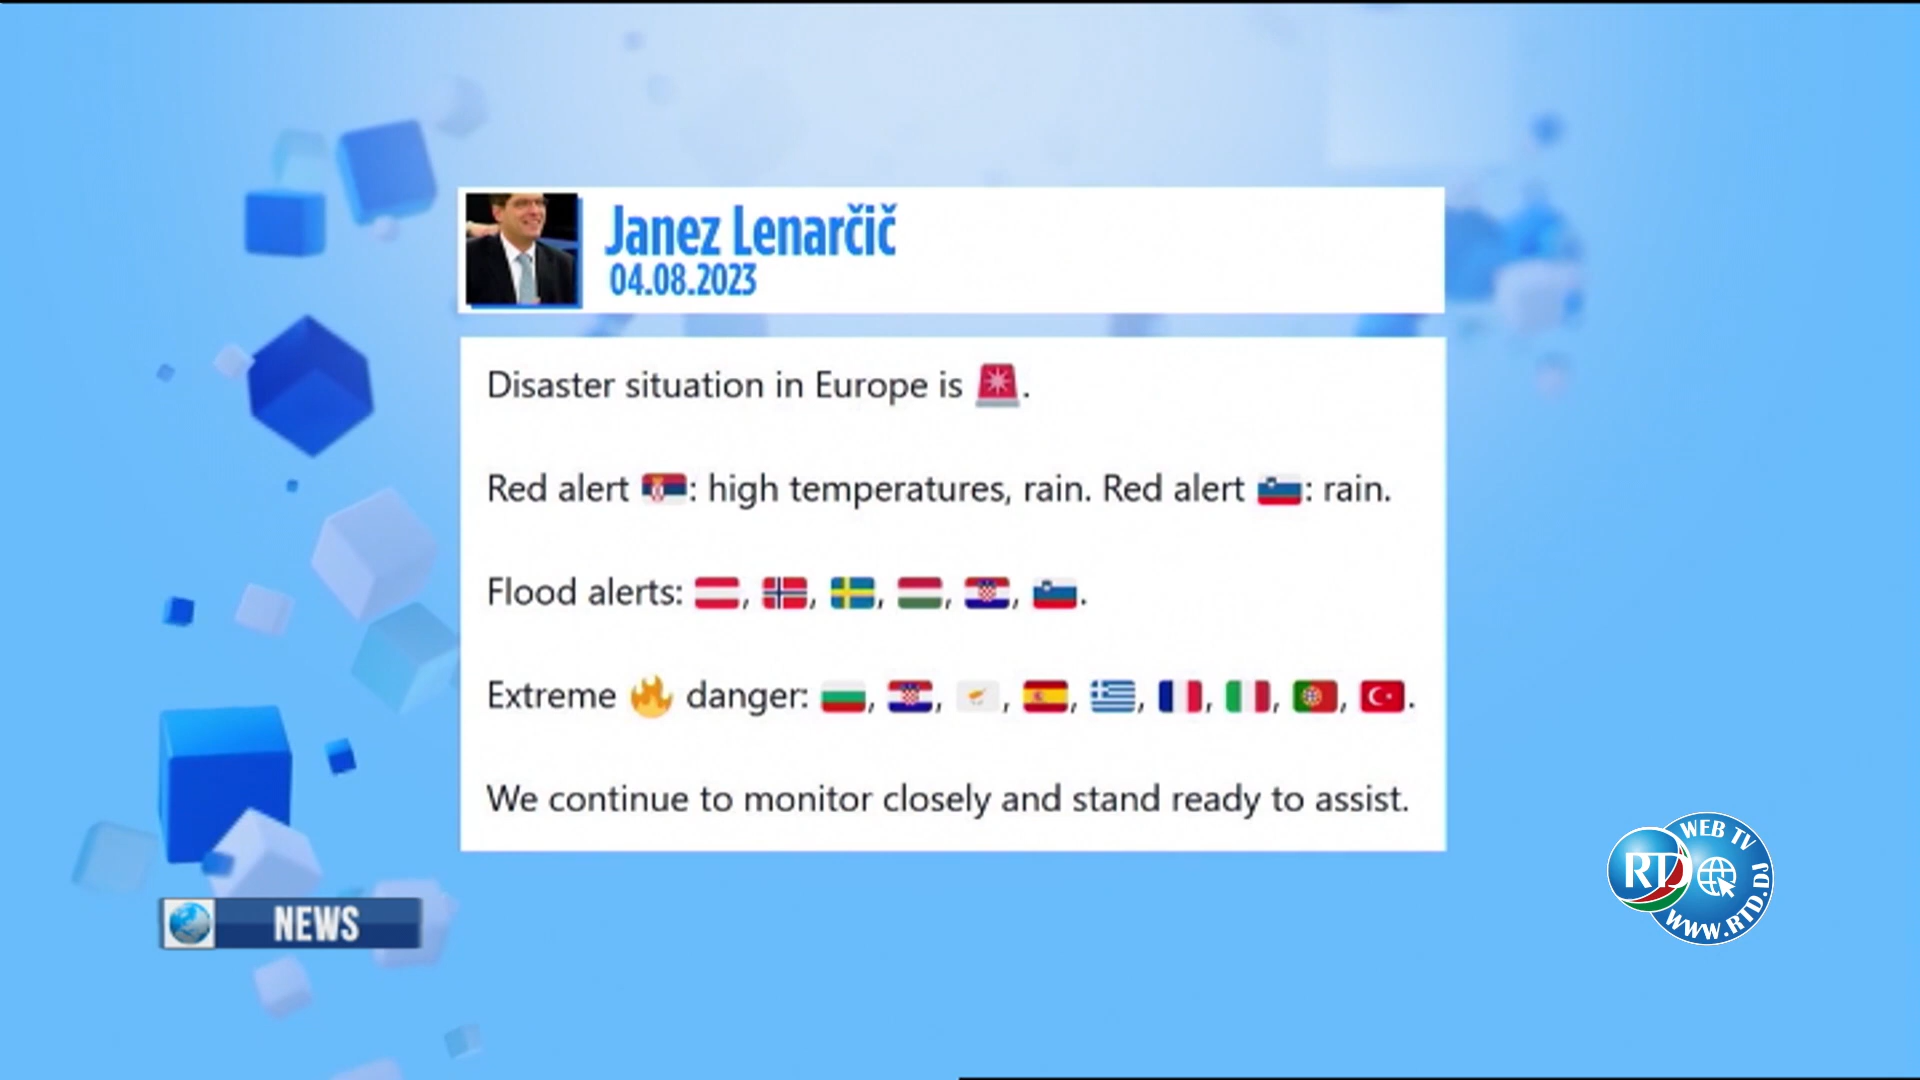 Janez Lenarčič
04.08.2023
Disaster situation in Europe is 🚨.
Red alert 🇷🇸: high temperatures, rain. Red alert 🇸🇮: rain.
Flood alerts: 🇦🇹, 🇳🇴, 🇸🇪, 🇭🇺, 🇭🇷, 🇸🇮.
Extreme 🔥 danger: 🇧🇬, 🇭🇷, 🇨🇾, 🇪🇸, 🇬🇷, 🇫🇷, 🇮🇹, 🇵🇹, 🇹🇷.
We continue to monitor closely and stand ready to assist.
NEWS
WEB TV
RTD
WWW.RTD.DJ